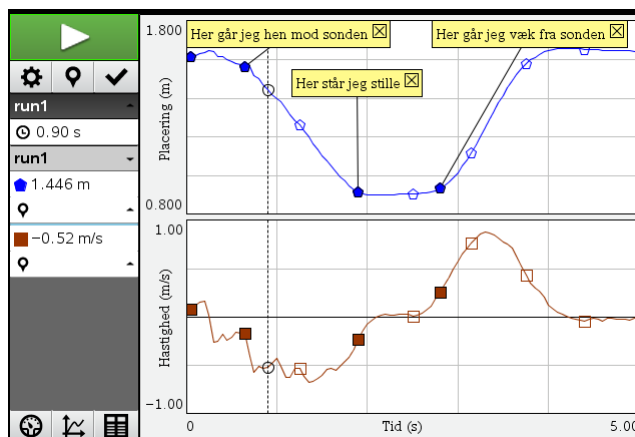 run1
0.90 s
run1
1.446 m
−0.52 m/s
1.800
Placering (m)
0.800
Her går jeg hen mod sonden
Her går jeg væk fra sonden
Her står jeg stille
1.00
Hastighed (m/s)
-1.00
0
Tid (s)
5.00